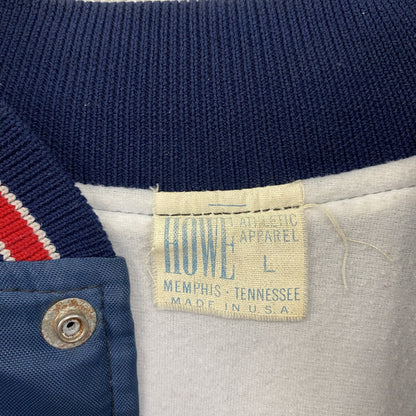 HOWE ATHLETIC
APPAREL
L
MEMPHIS · TENNESSEE
MADE IN U.S.A.